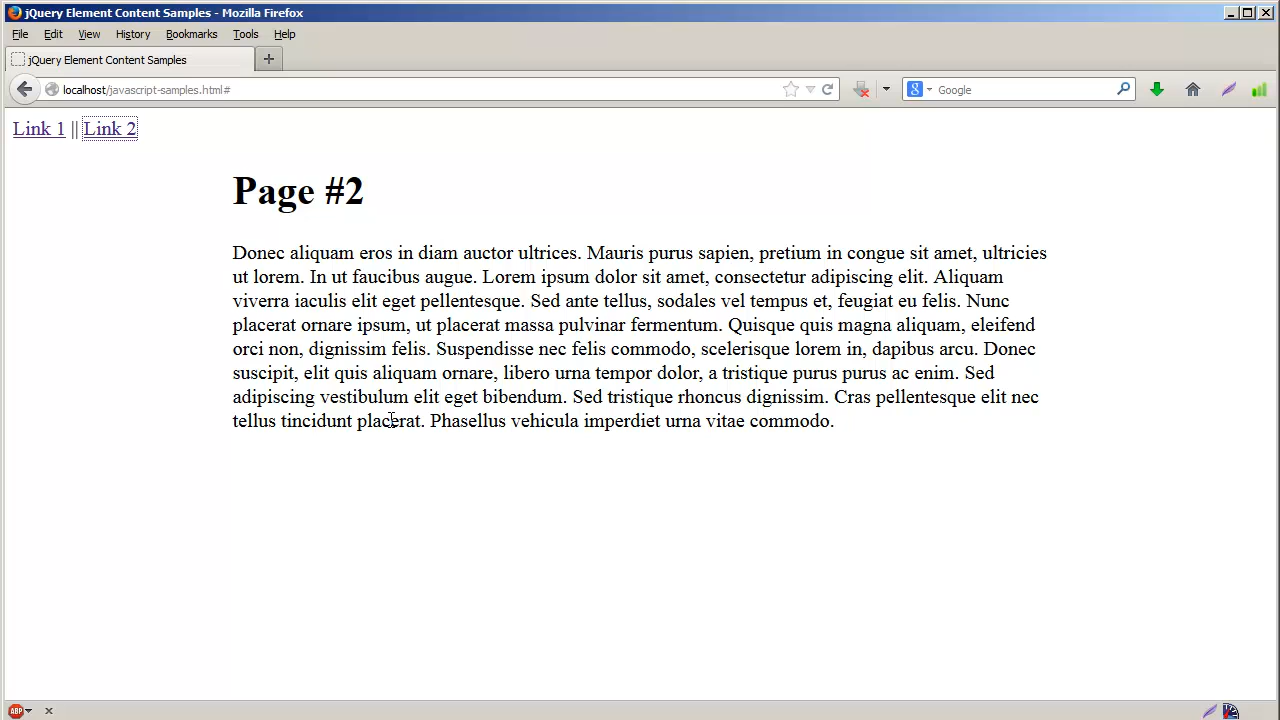 jQuery Element Content Samples - Mozilla Firefox
File Edit View History Bookmarks Tools Help
jQuery Element Content Samples
localhost/javascript-samples.html#
Google
Link 1 || Link 2
Page #2
Donec aliquam eros in diam auctor ultrices. Mauris purus sapien, pretium in congue sit amet, ultricies
ut lorem. In ut faucibus augue. Lorem ipsum dolor sit amet, consectetur adipiscing elit. Aliquam
viverra iaculis elit eget pellentesque. Sed ante tellus, sodales vel tempus et, feugiat eu felis. Nunc
placerat ornare ipsum, ut placerat massa pulvinar fermentum. Quisque quis magna aliquam, eleifend
orci non, dignissim felis. Suspendisse nec felis commodo, scelerisque lorem in, dapibus arcu. Donec
suscipit, elit quis aliquam ornare, libero urna tempor dolor, a tristique purus purus ac enim. Sed
adipiscing vestibulum elit eget bibendum. Sed tristique rhoncus dignissim. Cras pellentesque elit nec
tellus tincidunt placerat. Phasellus vehicula imperdiet urna vitae commodo.
ABP